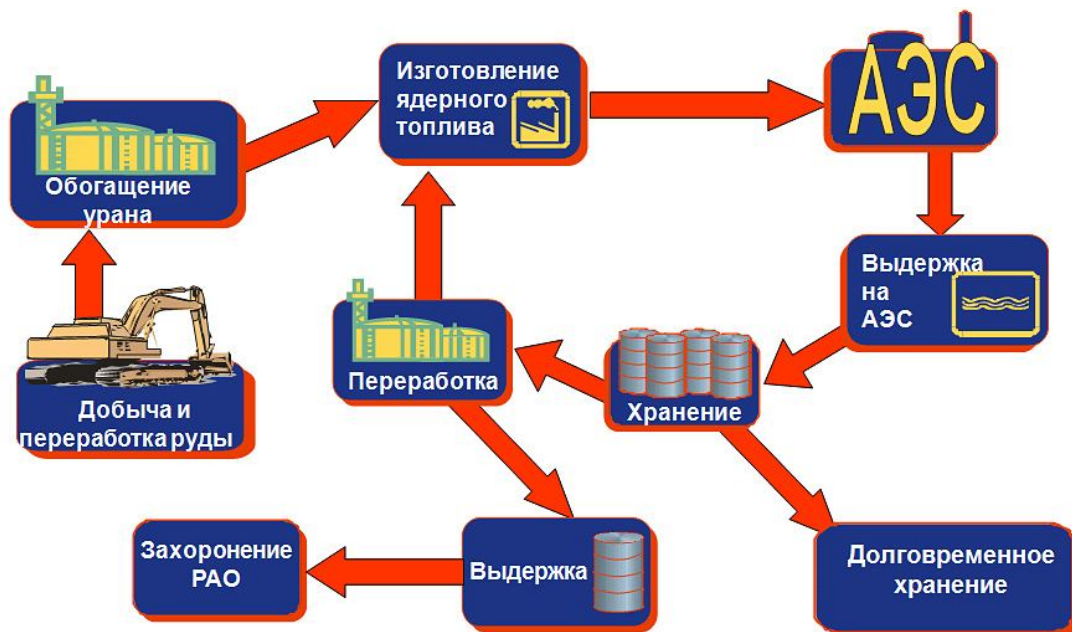 Изготовление
ядерного
топлива
АЭС
Обогащение
урана
Выдержка
на
АЭС
Переработка
Хранение
Добыча и
переработка руды
Захоронение
РАО
Выдержка
Долговременное
хранение